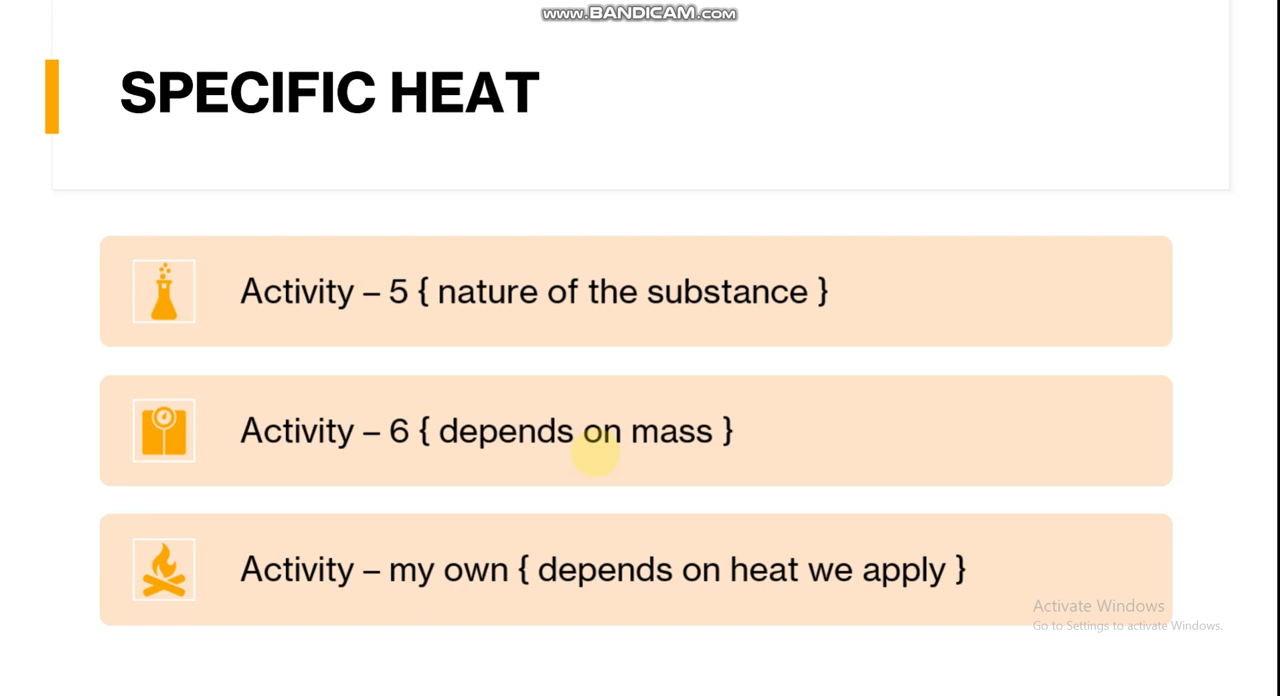 www.BANDICAM.com
SPECIFIC HEAT
Activity – 5 { nature of the substance }
Activity – 6 { depends on mass }
Activity – my own { depends on heat we apply }
Activate Windows
Go to Settings to activate Windows.